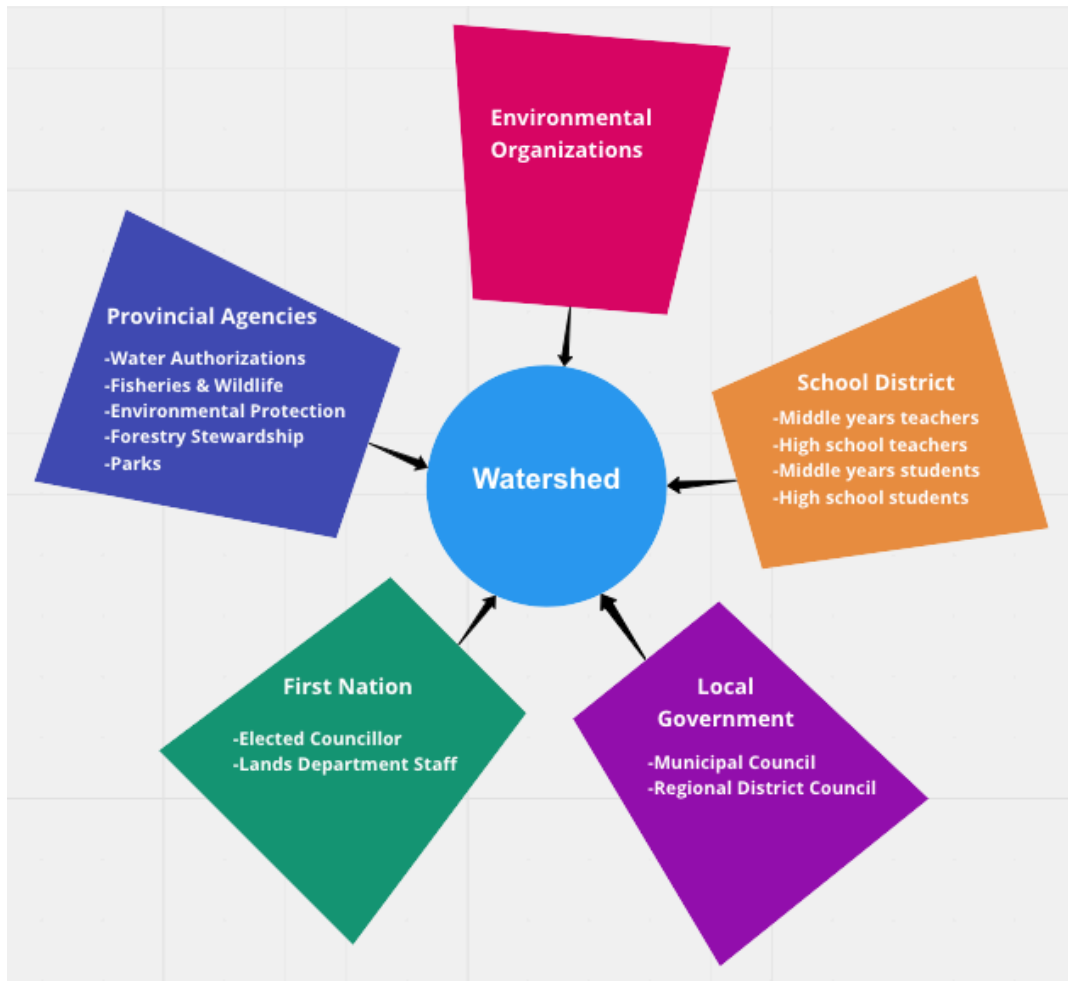 Environmental
Organizations
Provincial Agencies
-Water Authorizations
-Fisheries & Wildlife
-Environmental Protection
-Forestry Stewardship
-Parks
School District
-Middle years teachers
-High school teachers
-Middle years students
-High school students
Watershed
First Nation
-Elected Councillor
-Lands Department Staff
Local
Government
-Municipal Council
-Regional District Council